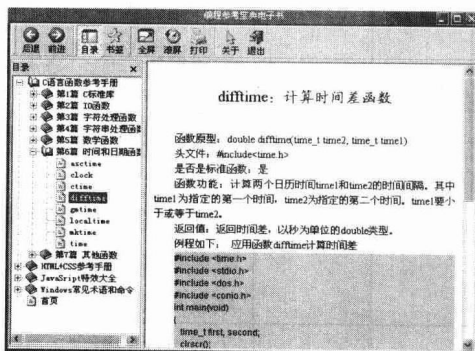 编程参考宝典电子书
后退 前进 目录 书签 全屏 滚屏 打印 关于 退出
目录
C语言函数参考手册
第1篇 C标准库
第2篇 IO函数
第3篇 字符处理函数
第4篇 字符串处理函数
第5篇 数学函数
第6篇 时间和日期函数
asctime
clock
ctime
difftime
gmtime
localtime
mktime
time
第7篇 其他函数
HTML+CSS参考手册
JavaSript特效大全
Windows常见术语和命令
首页
difftime：计算时间差函数
函数原型：double difftime(time_t time2, time_t time1)
头文件：#include<time.h>
是否是标准函数：是
函数功能：计算两个日历时间time1和time2的时间间隔。其中
time1为指定的第一个时间，time2为指定的第二个时间。time1要小
于或等于time2。
返回值：返回时间差，以秒为单位的double类型。
例程如下： 应用函数difftime计算时间差
#include <time.h>
#include <stdio.h>
#include <dos.h>
#include <conio.h>
int main(void)
{
time_t first, second;
clrscr();